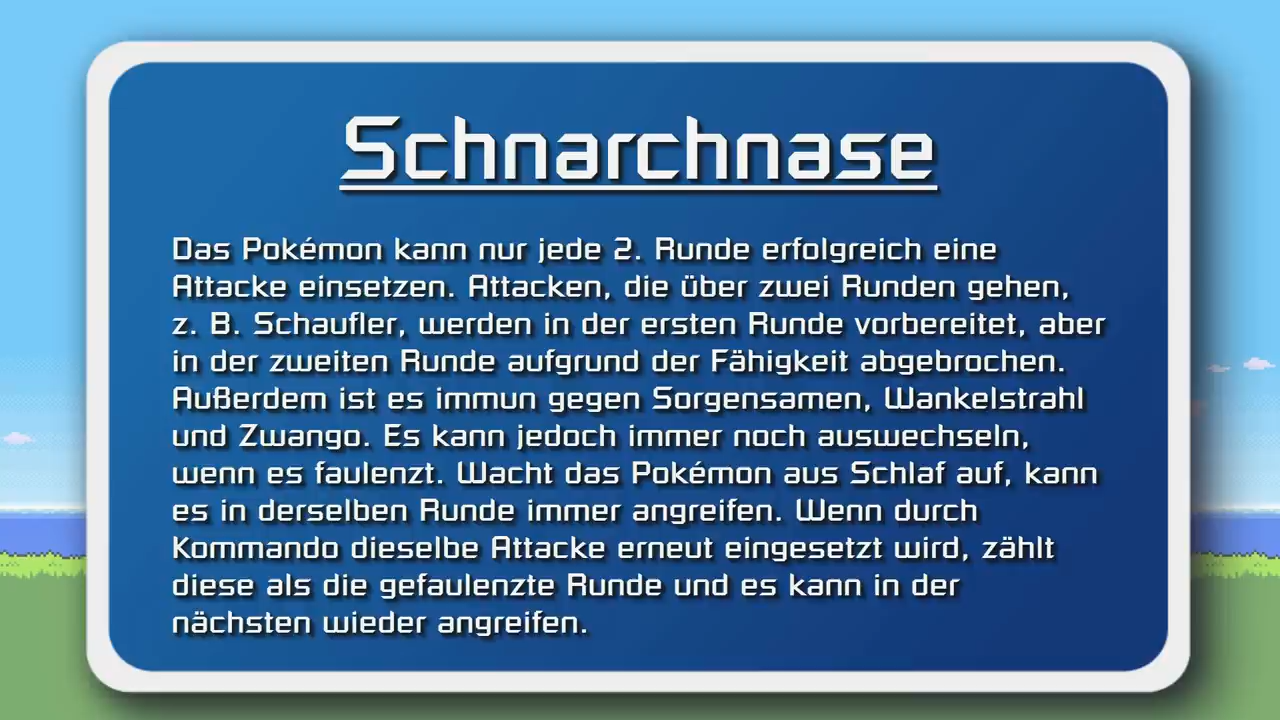 Schnarchnase
Das Pokémon kann nur jede 2. Runde erfolgreich eine
Attacke einsetzen. Attacken, die über zwei Runden gehen,
z. B. Schaufler, werden in der ersten Runde vorbereitet, aber
in der zweiten Runde aufgrund der Fähigkeit abgebrochen.
Außerdem ist es immun gegen Sorgensamen, Wankelstrahl
und Zwango. Es kann jedoch immer noch auswechseln,
wenn es faulenzt. Wacht das Pokémon aus Schlaf auf, kann
es in derselben Runde immer angreifen. Wenn durch
Kommando dieselbe Attacke erneut eingesetzt wird, zählt
diese als die gefaulenzte Runde und es kann in der
nächsten wieder angreifen.